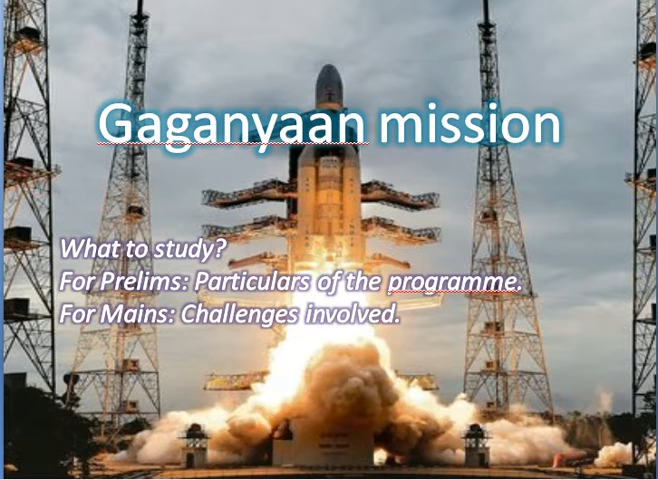 Gaganyaan mission
What to study?
For Prelims: Particulars of the programme.
For Mains: Challenges involved.